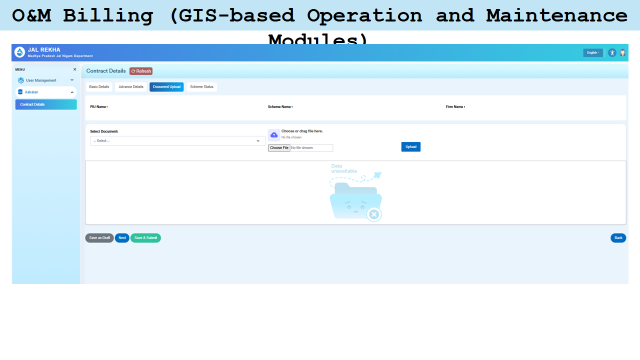 O&M Billing (GIS-based Operation and Maintenance
Modules)
JAL REKHA
Madhya Pradesh Jal Nigam Department
English
MENU
×
User Management
Contract Details
Contract Details
Refresh
Basic Details
Advance Details
Document Upload
Scheme Status
PIU Name :
Scheme Name :
Firm Name :
Select Document
-- Select --
Choose or drag file here.
No file chosen
Choose File No file chosen
Upload
Data
unavailable
Save as Draft
Next
Save & Submit
Back